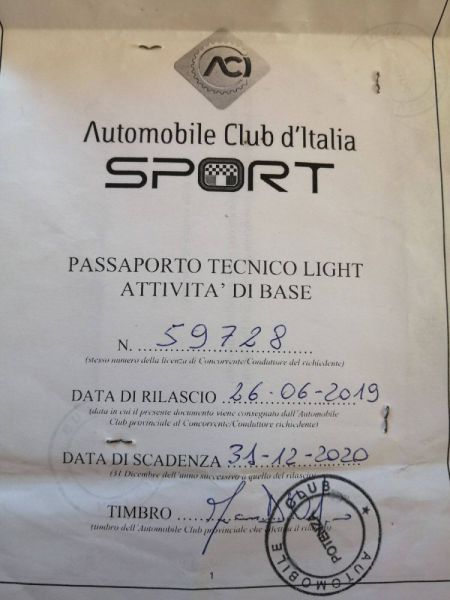 ACI
Automobile Club d'Italia
SPORT
PASSAPORTO TECNICO LIGHT
ATTIVITA' DI BASE
N. 59728
(stesso numero della licenza di Concorrente/Conduttore del richiedente)
DATA DI RILASCIO 26-06-2019
(data in cui il presente documento viene consegnato dall'Automobile
Club provinciale al Concorrente/Conduttore richiedente)
DATA DI SCADENZA 31-12-2020
(31 Dicembre dell'anno successivo a quello del rilascio)
TIMBRO
(timbro dell'Automobile Club provinciale che effettua il rilascio)
AUTOMOBILE CLUB
POTENZA
1